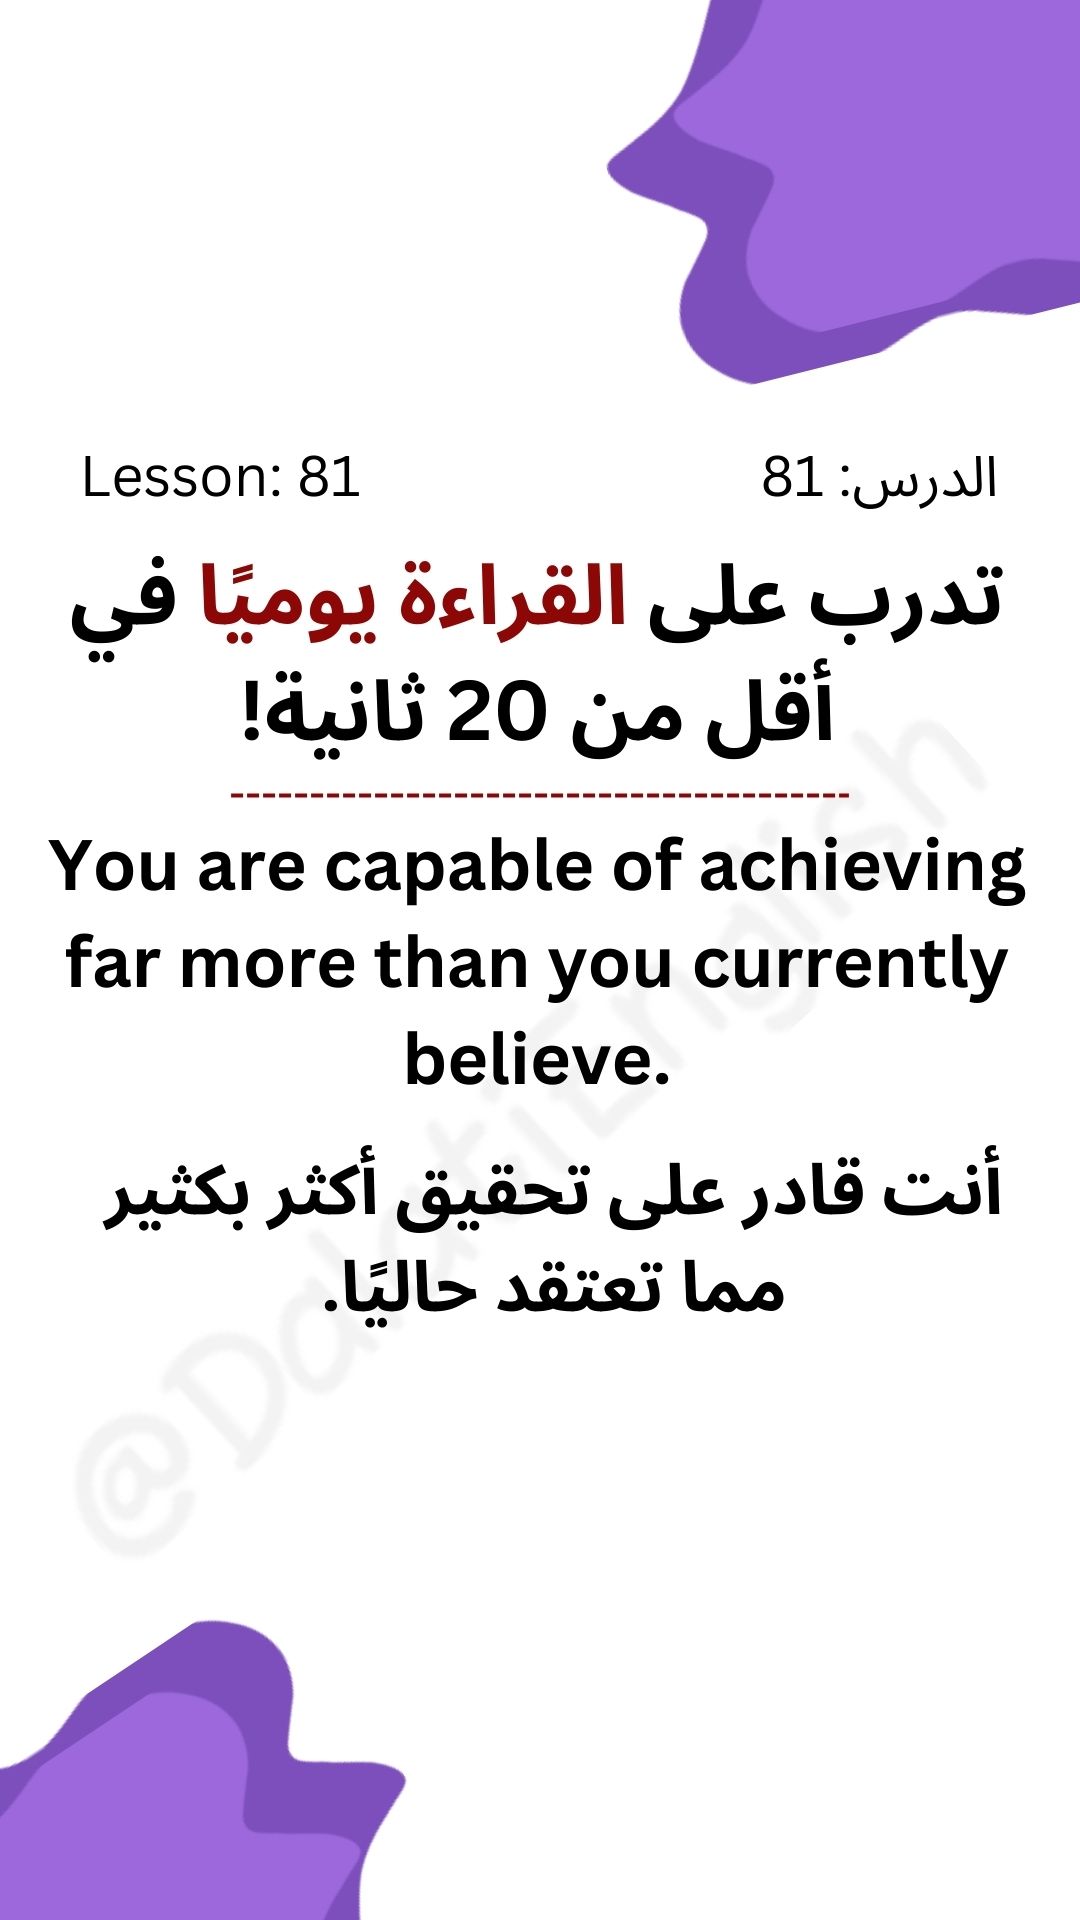 Lesson: 81
الدرس: 81
تدرب على القراءة يوميًا في
أقل من 20 ثانية!
---------------------------------------
You are capable of achieving
far more than you currently
believe.
أنت قادر على تحقيق أكثر بكثير
مما تعتقد حاليًا.
@DalatiEnglish